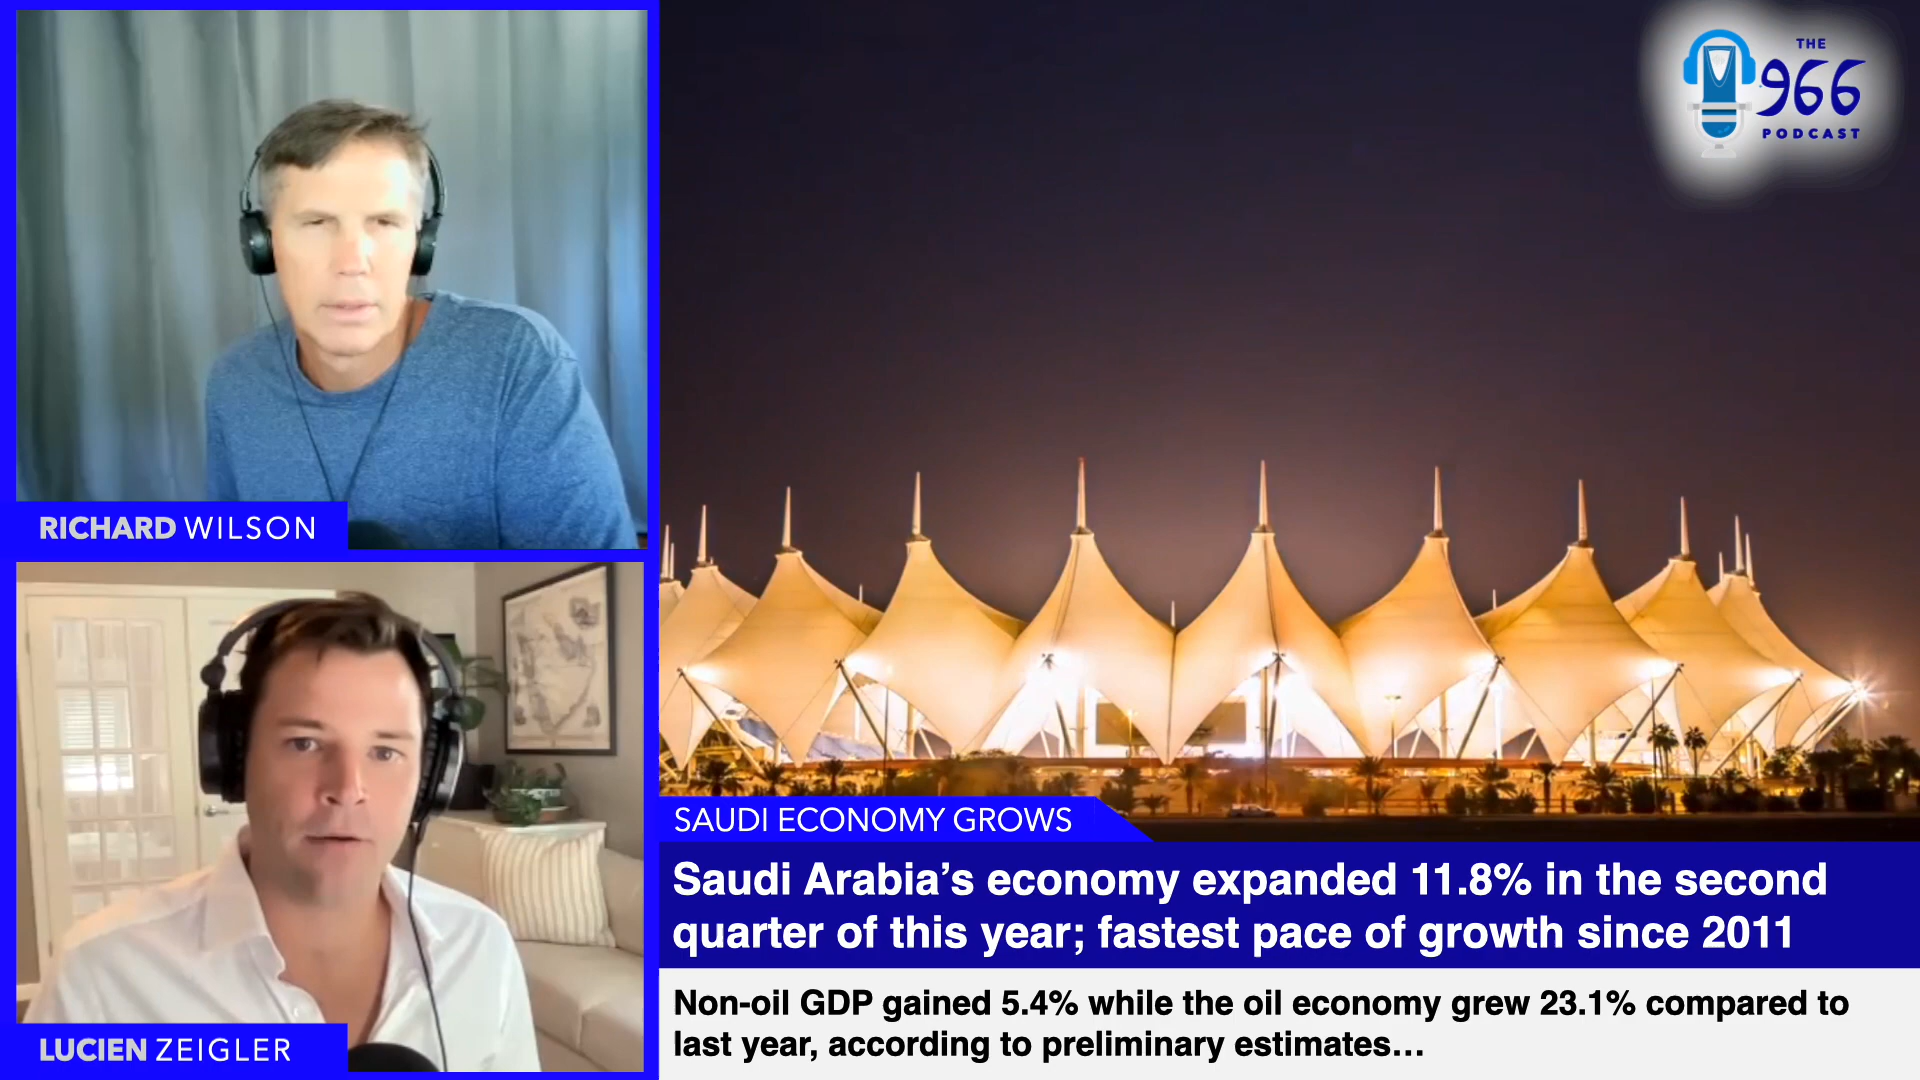 THE
966
PODCAST
RICHARD WILSON
LUCIEN ZEIGLER
SAUDI ECONOMY GROWS
Saudi Arabia’s economy expanded 11.8% in the second
quarter of this year; fastest pace of growth since 2011
Non-oil GDP gained 5.4% while the oil economy grew 23.1% compared to
last year, according to preliminary estimates…